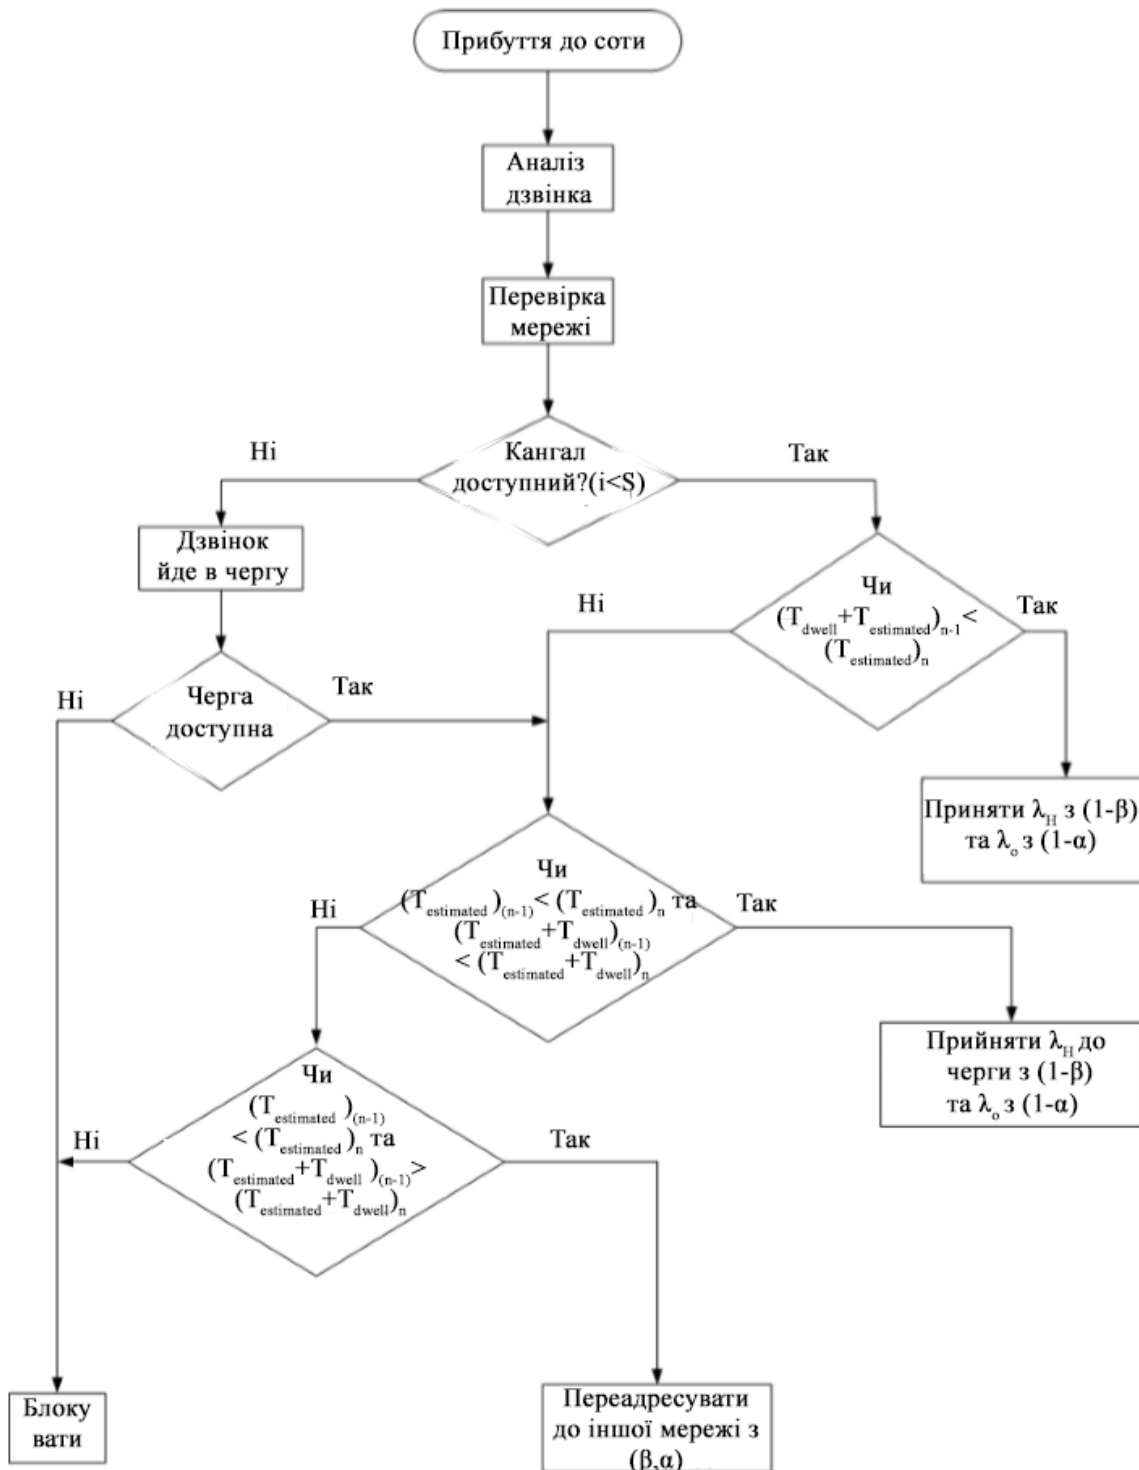 Прибуття до соти
Аналіз
дзвінка
Перевірка
мережі
Кангал
доступний?(i<S)
Ні
Так
Дзвінок
йде в чергу
Чи
(T_dwell+T_estimated)_n-1<
(T_estimated)_n
Ні
Так
Черга
доступна
Ні
Так
Приняти λ_H з (1-β)
та λ_o з (1-α)
Чи
(T_estimated)_(n-1)< (T_estimated)_n та
(T_estimated+T_dwell)_(n-1)
< (T_estimated+T_dwell)_n
Ні
Так
Прийняти λ_H до
черги з (1-β)
та λ_o з (1-α)
Чи
(T_estimated)_(n-1)
< (T_estimated)_n та
(T_estimated+T_dwell)_(n-1)>
(T_estimated+T_dwell)_n
Ні
Так
Блоку
вати
Переадресувати
до іншої мережі з
(β,α)